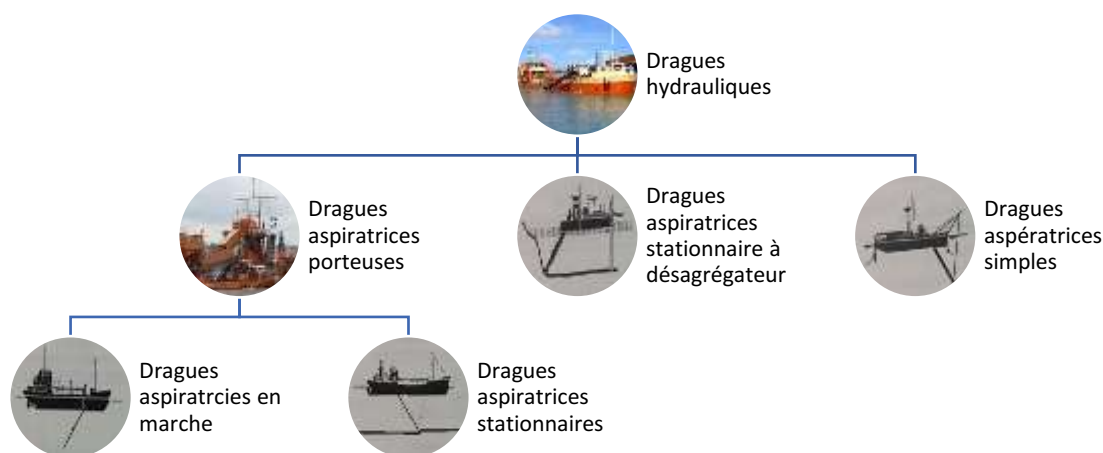 Dragues
hydrauliques
Dragues
aspiratrices
porteuses
Dragues
aspiratrices
stationnaire à
désagrégateur
Dragues
aspératrices
simples
Dragues
aspiratrcies en
marche
Dragues
aspiratrices
stationnaires